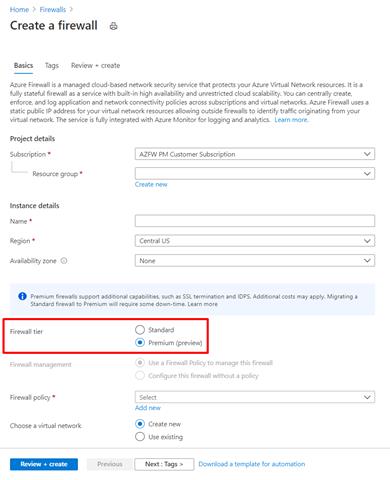 Home > Firewalls >
Create a firewall
Basics Tags Review + create
Azure Firewall is a managed cloud-based network security service that protects your Azure Virtual Network resources. It is a
fully stateful firewall as a service with built-in high availability and unrestricted cloud scalability. You can centrally create,
enforce, and log application and network connectivity policies across subscriptions and virtual networks. Azure Firewall uses a
static public IP address for your virtual network resources allowing outside firewalls to identify traffic originating from your
virtual network. The service is fully integrated with Azure Monitor for logging and analytics. Learn more.
Project details
Subscription * AZFW PM Customer Subscription
Resource group *
Create new
Instance details
Name *
Region * Central US
Availability zone None
Premium firewalls support additional capabilities, such as SSL termination and IDPS. Additional costs may apply. Migrating a
Standard firewall to Premium will require some down-time. Learn more
Firewall tier Standard
Premium (preview)
Firewall management Use a Firewall Policy to manage this firewall
Configure this firewall without a policy
Firewall policy * Select
Add new
Choose a virtual network Create new
Use existing
Review + create Previous Next : Tags > Download a template for automation